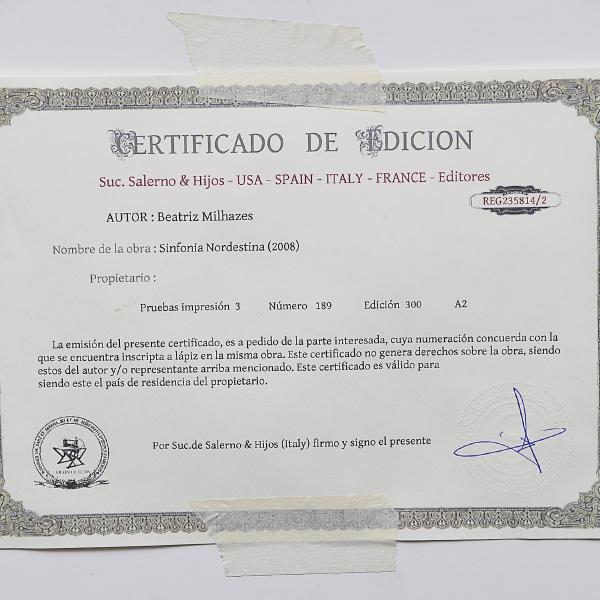 CERTIFICADO DE EDICION
Suc. Salerno & Hijos - USA - SPAIN - ITALY - FRANCE - Editores
REG235814/2
AUTOR : Beatriz Milhazes
Nombre de la obra : Sinfonia Nordestina (2008)
Propietario :
Pruebas impresión 3 Número 189 Edición 300 A2
La emisión del presente certificado, es a pedido de la parte interesada, cuya numeración concuerda con la
que se encuentra inscripta a lápiz en la misma obra. Este certificado no genera derechos sobre la obra, siendo
estos del autor y/o representante arriba mencionado. Este certificado es válido para
siendo este el país de residencia del propietario.
Por Suc.de Salerno & Hijos (Italy) firmo y signo el presente